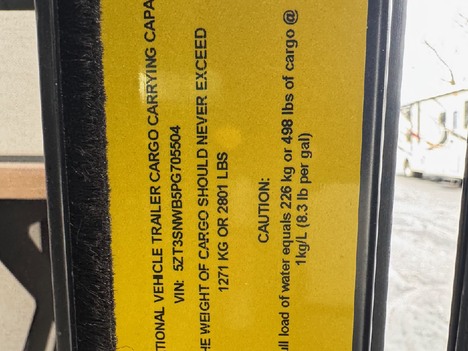 TIONAL VEHICLE TRAILER CARGO CARRYING CAPA
VIN: 5ZT3SNWB5PG705504
HE WEIGHT OF CARGO SHOULD NEVER EXCEED
1271 KG OR 2801 LBS
CAUTION:
ull load of water equals 226 kg or 498 lbs of cargo @
1kg/L (8.3 lb per gal)